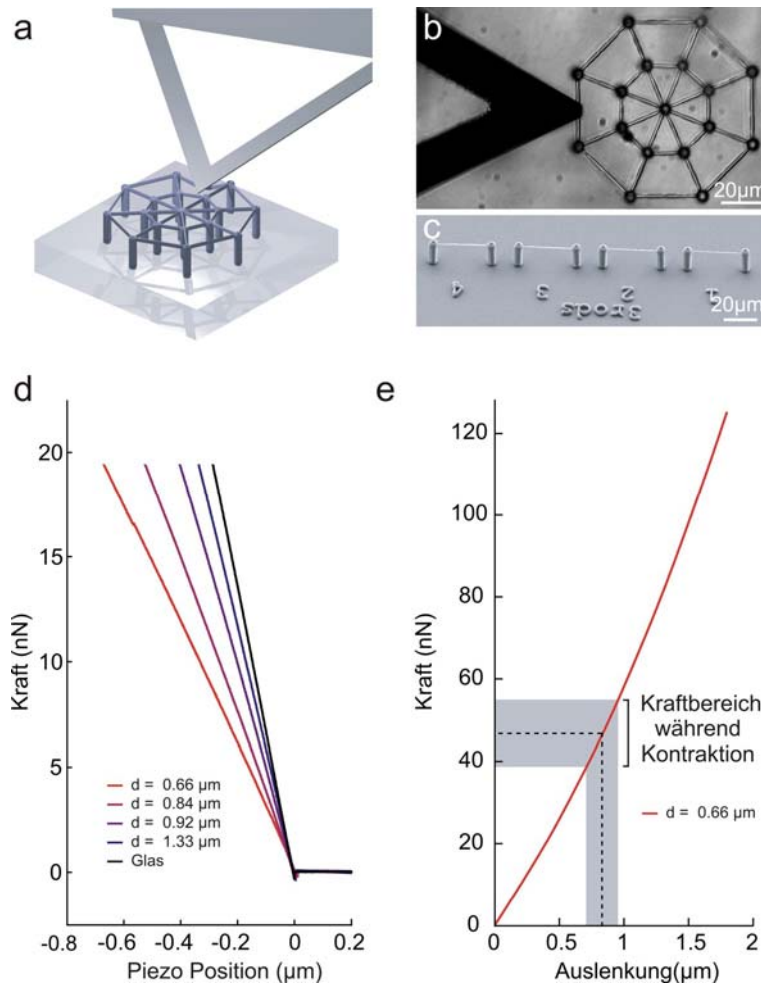 a
b
20µm
c
4 3 2 1
3rods
20µm
d
20
15
10
5
0
Kraft (nN)
d = 0.66 µm
d = 0.84 µm
d = 0.92 µm
d = 1.33 µm
Glas
-0.8 -0.6 -0.4 -0.2 0 0.2
Piezo Position (µm)
e
120
100
80
60
40
20
0
Kraft (nN)
Kraftbereich
während
Kontraktion
d = 0.66 µm
0 0.5 1 1.5 2
Auslenkung(µm)